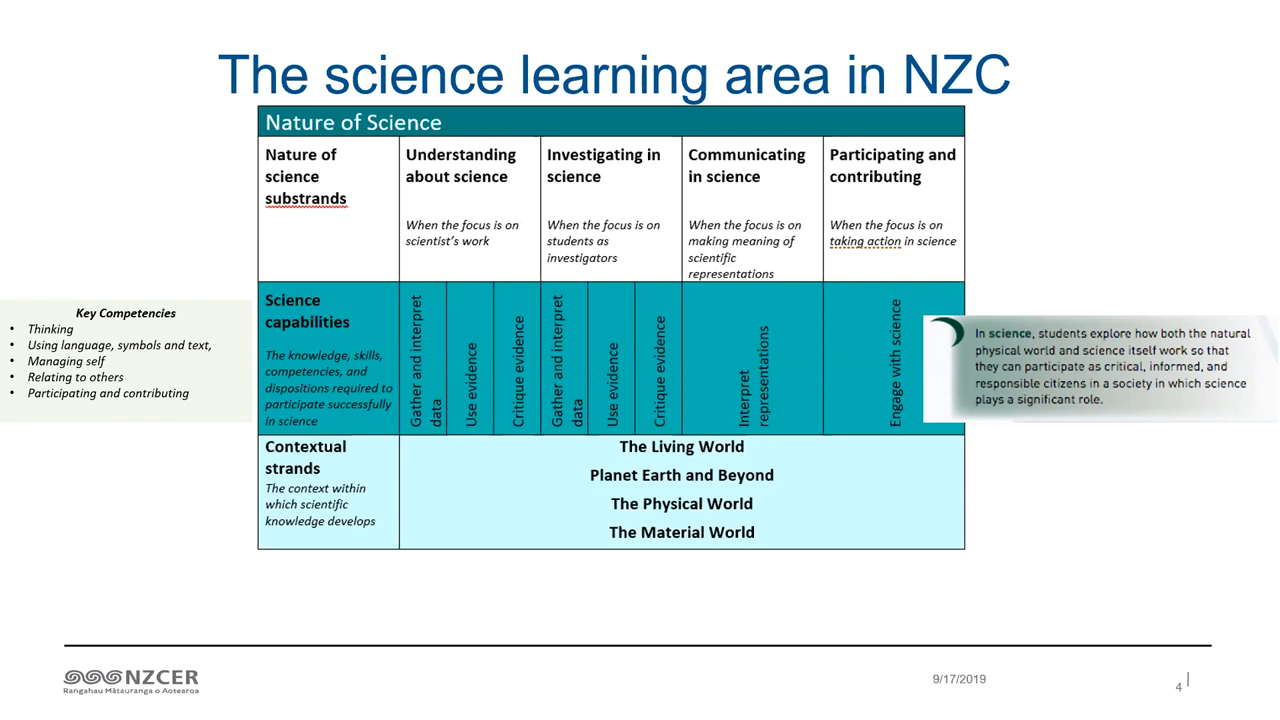 The science learning area in NZC
Nature of Science
Nature of
science
substrands
Understanding
about science
When the focus is on
scientist's work
Investigating in
science
When the focus is on
students as
investigators
Communicating
in science
When the focus is on
making meaning of
scientific
representations
Participating and
contributing
When the focus is on
taking action in science
Key Competencies
• Thinking
• Using language, symbols and text,
• Managing self
• Relating to others
• Participating and contributing
Science
capabilities
The knowledge, skills,
competencies, and
dispositions required to
participate successfully
in science
Gather and interpret
data
Use evidence
Critique evidence
Gather and interpret
data
Use evidence
Critique evidence
Interpret
representations
Engage with science
In science, students explore how both the natural
physical world and science itself work so that
they can participate as critical, informed, and
responsible citizens in a society in which science
plays a significant role.
Contextual
strands
The context within
which scientific
knowledge develops
The Living World
Planet Earth and Beyond
The Physical World
The Material World
NZCER
Rangahau Mātauranga o Aotearoa
9/17/2019
4